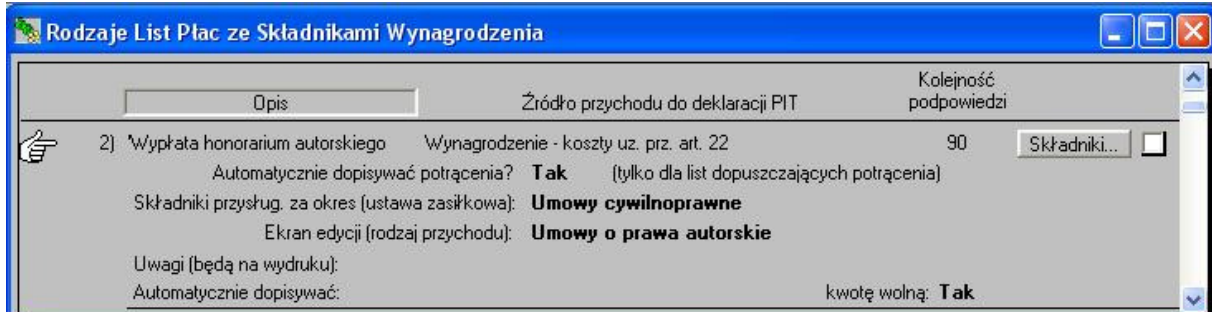 Rodzaje List Płac ze Składnikami Wynagrodzenia
Opis Źródło przychodu do deklaracji PIT Kolejność podpowiedzi
2) 'Wypłata honorarium autorskiego Wynagrodzenie - koszty uz. prz. art. 22 90 Składniki...
Automatycznie dopisywać potrącenia? Tak (tylko dla list dopuszczających potrącenia)
Składniki przysług. za okres (ustawa zasiłkowa): Umowy cywilnoprawne
Ekran edycji (rodzaj przychodu): Umowy o prawa autorskie
Uwagi (będą na wydruku):
Automatycznie dopisywać: kwotę wolną: Tak